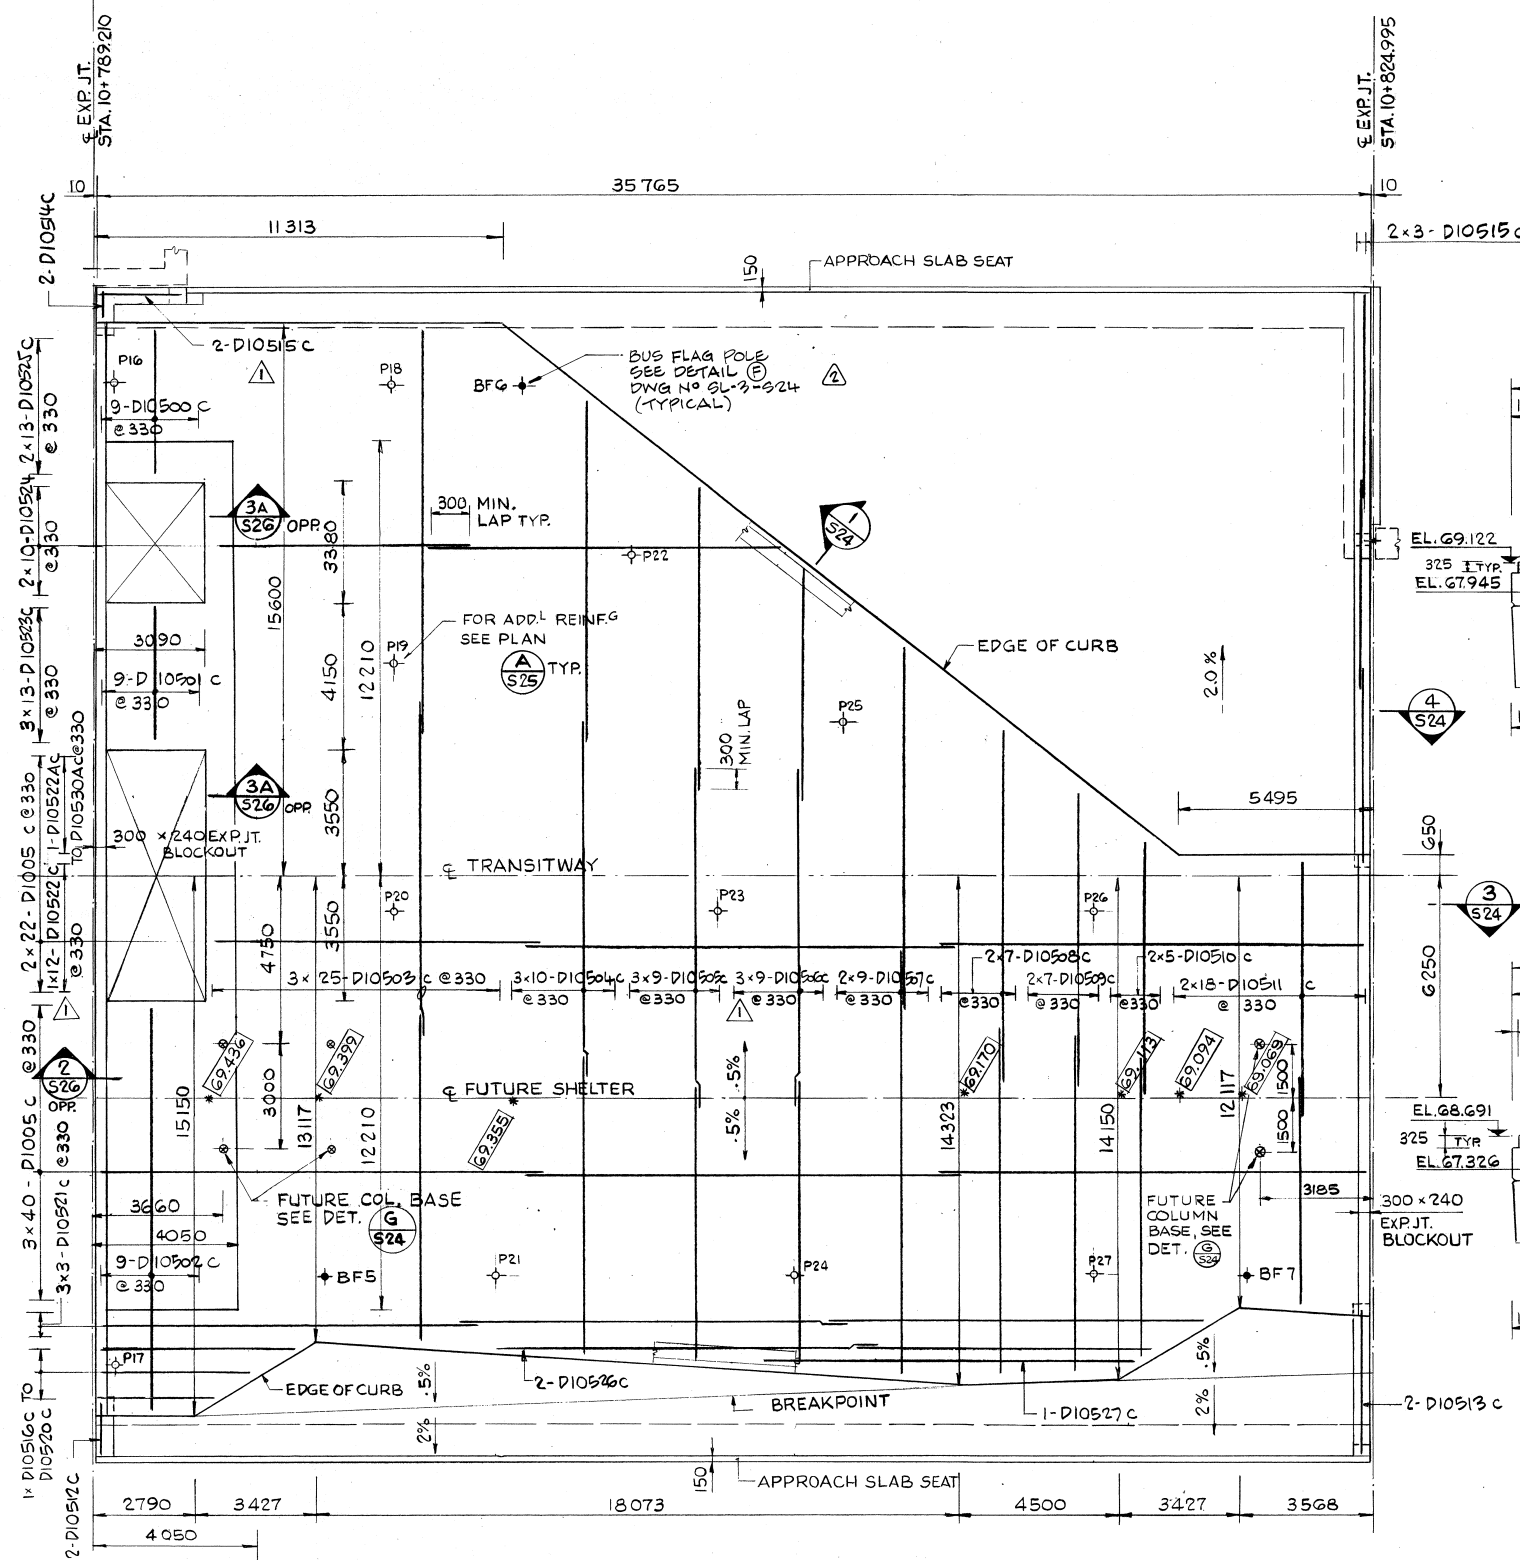 ℄ EXP. JT.
STA. 10+789.210
℄ EXP. JT.
STA. 10+824.995
10
35 765
10
11 313
2-D10514C
2×3-D10515C
150
APPROACH SLAB SEAT
2-D10515C
1
P16
P18
BF6
BUS FLAG POLE
SEE DETAIL F
DWG Nº SL-3-S24
(TYPICAL)
2
9-D10500 C
@ 330
2×13-D10525C
@ 330
2×10-D10524
@330
3×13-D10523C
@ 330
3A
S26
OPP.
300 MIN.
LAP TYP.
3380
P22
1
S24
EL. 69.122
325 TYP.
EL. 67.945
15600
3090
9-D10501 C
@ 330
P19
FOR ADD.L REINF.G
SEE PLAN
A
S25
TYP.
4150
12210
EDGE OF CURB
2.0 %
P25
4
S24
300
MIN. LAP
3A
S26
OPP.
3550
5495
650
300 × 240 EXP. JT.
BLOCKOUT
2×22-D1005 C @330
1-D10522AC
TO D10530AC@330
1×12-D10522 C
@ 330
1
℄ TRANSITWAY
P20
P23
P26
3
S24
4750
3550
6250
3×25-D10503 C @330
3×10-D10504C
@ 330
3×9-D10505C
@ 330
3×9-D10506C
@ 330
2×9-D10507C
@ 330
2×7-D10508C
@330
2×7-D10509C
@330
2×5-D10510 C
@330
2×18-D10511 C
@ 330
1
2
S26
OPP.
69.436
69.399
69.355
69.170
69.113
69.094
69.069
℄ FUTURE SHELTER
.5%
.5%
3000
1500
1500
15150
13117
12210
14323
14150
12117
EL. 68.691
325 TYP.
EL. 67.326
3×40-D1005 C @330
3×3-D10521 C @330
3660
4050
9-D10502 C
@ 330
FUTURE COL. BASE
SEE DET.
G
S24
FUTURE
COLUMN
BASE, SEE
DET. G
S24
3185
300 × 240
EXP. JT.
BLOCKOUT
P21
BF5
P24
P27
BF7
P17
EDGE OF CURB
.5%
2%
2-D10526C
BREAKPOINT
1-D10527 C
.5%
2%
2-D10513 C
1×D10516C TO
D10520C
2-D10512C
150
APPROACH SLAB SEAT
2790
3427
18073
4500
3427
3568
4050